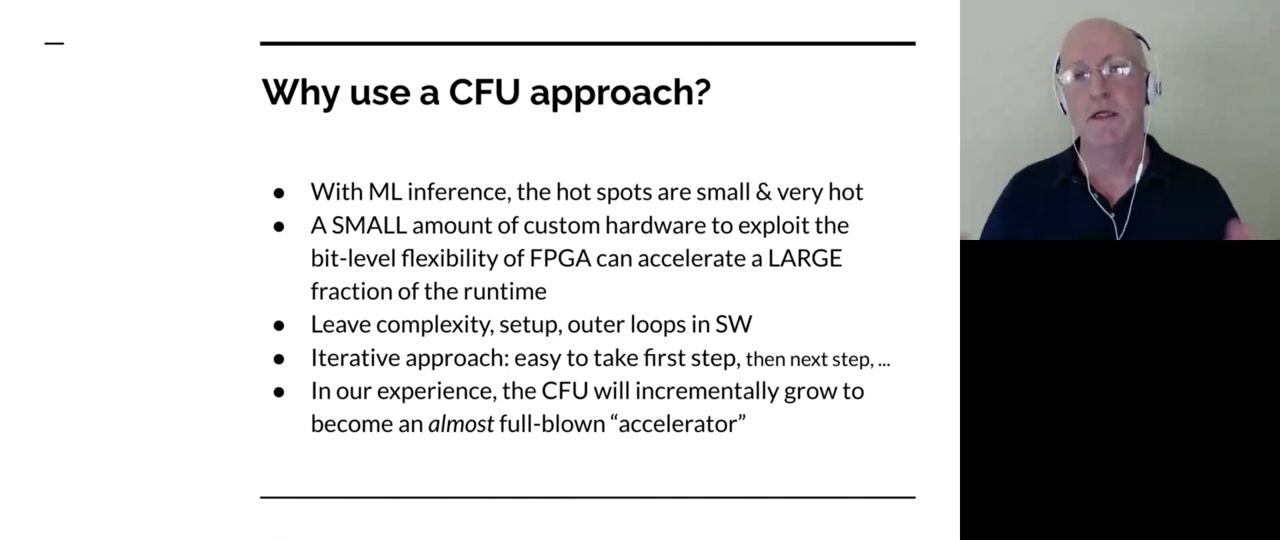 Why use a CFU approach?
● With ML inference, the hot spots are small & very hot
● A SMALL amount of custom hardware to exploit the
bit-level flexibility of FPGA can accelerate a LARGE
fraction of the runtime
● Leave complexity, setup, outer loops in SW
● Iterative approach: easy to take first step, then next step, ...
● In our experience, the CFU will incrementally grow to
become an almost full-blown “accelerator”